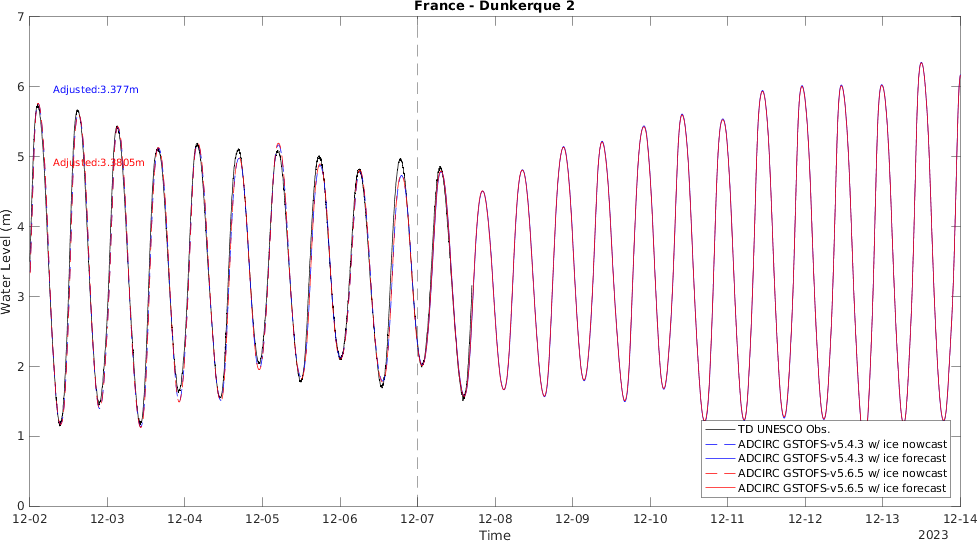 France - Dunkerque 2
7
6
5
4
3
2
1
0
Water Level (m)
Adjusted:3.377m
Adjusted:3.3805m
TD UNESCO Obs.
ADCIRC GSTOFS-v5.4.3 w/ ice nowcast
ADCIRC GSTOFS-v5.4.3 w/ ice forecast
ADCIRC GSTOFS-v5.6.5 w/ ice nowcast
ADCIRC GSTOFS-v5.6.5 w/ ice forecast
12-02 12-03 12-04 12-05 12-06 12-07 12-08 12-09 12-10 12-11 12-12 12-13 12-14
Time
2023